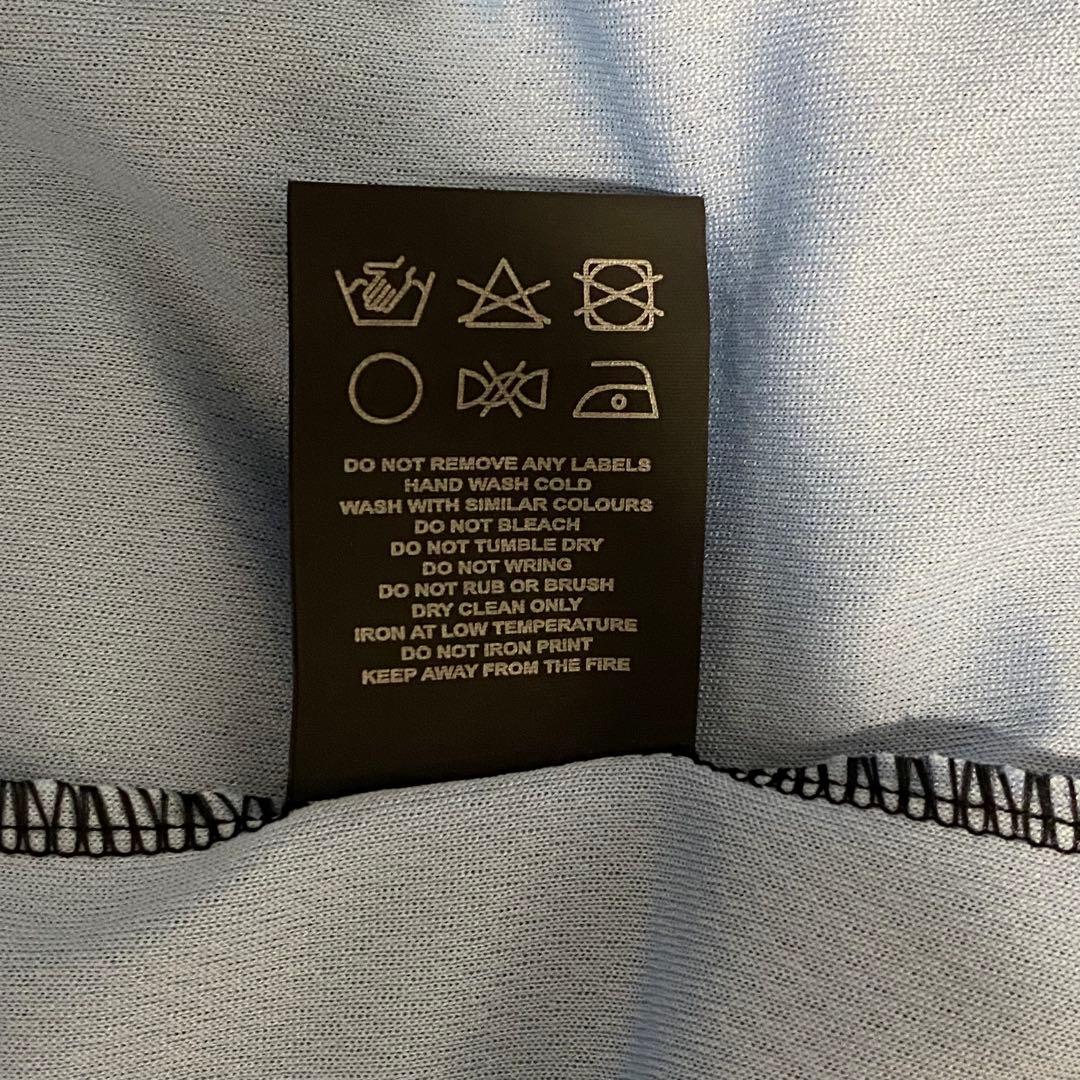 DO NOT REMOVE ANY LABELS
HAND WASH COLD
WASH WITH SIMILAR COLOURS
DO NOT BLEACH
DO NOT TUMBLE DRY
DO NOT WRING
DO NOT RUB OR BRUSH
DRY CLEAN ONLY
IRON AT LOW TEMPERATURE
DO NOT IRON PRINT
KEEP AWAY FROM THE FIRE